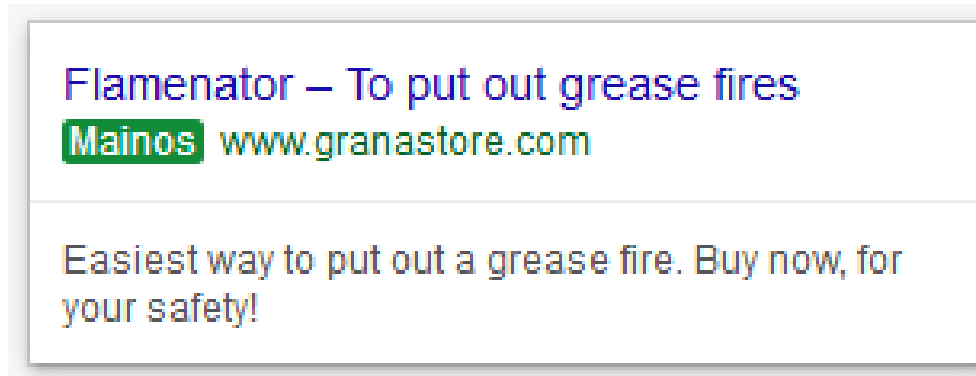 Flamenator – To put out grease fires
Mainos www.granastore.com
Easiest way to put out a grease fire. Buy now, for
your safety!